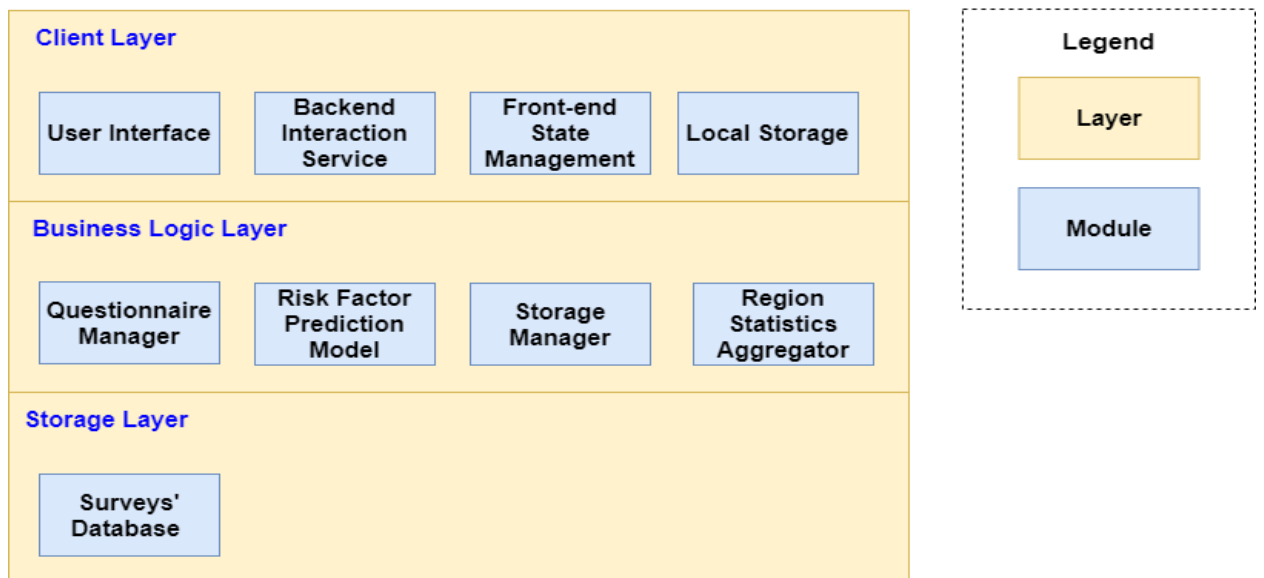 Client Layer
User Interface
Backend
Interaction
Service
Front-end
State
Management
Local Storage
Business Logic Layer
Questionnaire
Manager
Risk Factor
Prediction
Model
Storage
Manager
Region
Statistics
Aggregator
Storage Layer
Surveys'
Database
Legend
Layer
Module